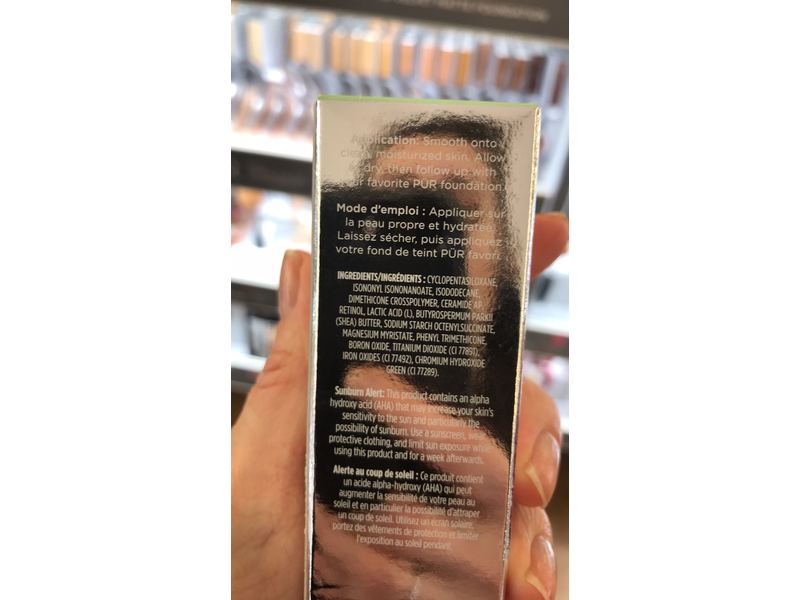 Application: Smooth onto
clean, moisturized skin. Allow
dry, then follow up with
your favorite PÜR foundation.
Mode d'emploi : Appliquer sur
la peau propre et hydratée.
Laissez sécher, puis appliquez
votre fond de teint PÜR favori.
INGREDIENTS/INGRÉDIENTS : CYCLOPENTASILOXANE,
ISONONYL ISONONANOATE, ISODODECANE,
DIMETHICONE CROSSPOLYMER, CERAMIDE AP,
RETINOL, LACTIC ACID (L), BUTYROSPERMUM PARKII
(SHEA) BUTTER, SODIUM STARCH OCTENYLSUCCINATE,
MAGNESIUM MYRISTATE, PHENYL TRIMETHICONE,
BORON OXIDE, TITANIUM DIOXIDE (CI 77891),
IRON OXIDES (CI 77492), CHROMIUM HYDROXIDE
GREEN (CI 77289).
Sunburn Alert: This product contains an alpha
hydroxy acid (AHA) that may increase your skin's
sensitivity to the sun and particularly the
possibility of sunburn. Use a sunscreen, wear
protective clothing, and limit sun exposure while
using this product and for a week afterwards.
Alerte au coup de soleil : Ce produit contient
un acide alpha-hydroxy (AHA) qui peut
augmenter la sensibilité de votre peau au
soleil et en particulier la possibilité d'attraper
un coup de soleil. Utilisez un écran solaire,
portez des vêtements de protection et limiter
l'exposition au soleil pendant.